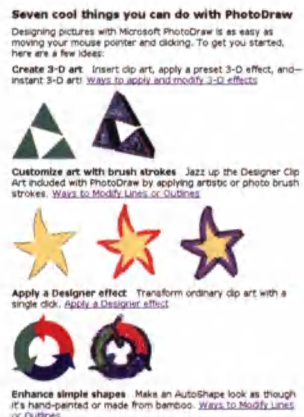 Seven cool things you can do with PhotoDraw
Designing pictures with Microsoft PhotoDraw is as easy as
moving your mouse pointer and clicking. To get you started,
here are a few ideas:
Create 3-D art  Insert clip art, apply a preset 3-D effect, and—
instant 3-D art! Ways to apply and modify 3-D effects
Customize art with brush strokes  Jazz up the Designer Clip
Art included with PhotoDraw by applying artistic or photo brush
strokes. Ways to Modify Lines or Outlines
Apply a Designer effect  Transform ordinary clip art with a
single click. Apply a Designer effect
Enhance simple shapes  Make an AutoShape look as though
it's hand-painted or made from bamboo. Ways to Modify Lines
or Outlines